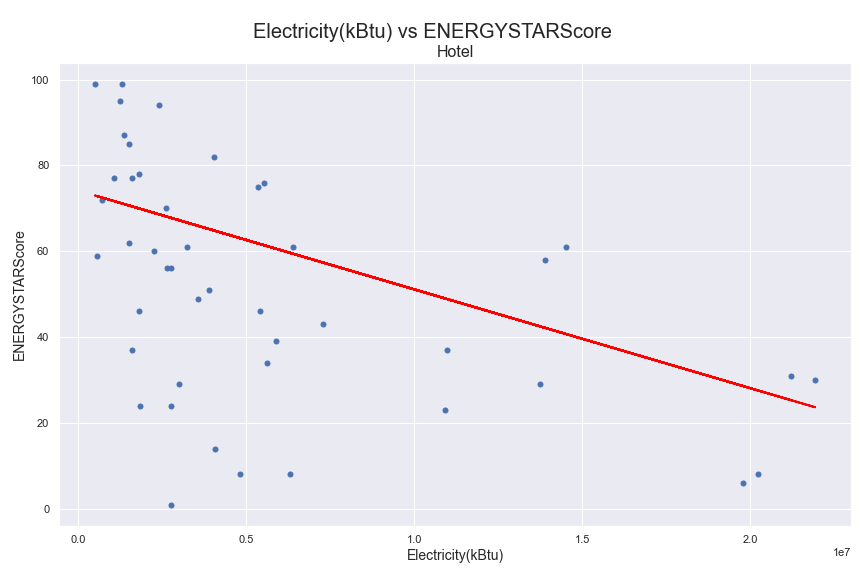 Electricity(kBtu) vs ENERGYSTARScore
Hotel
100
80
60
40
20
0
ENERGYSTARScore
0.0 0.5 1.0 1.5 2.0
1e7
Electricity(kBtu)